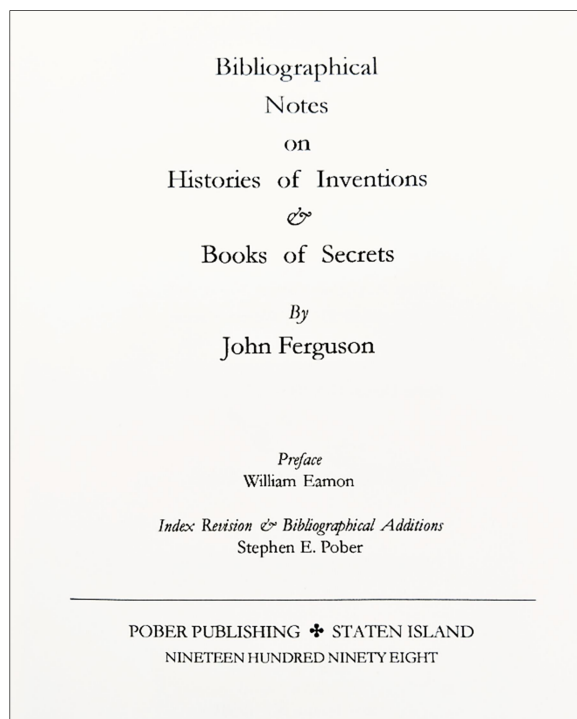 Bibliographical
Notes
on
Histories of Inventions
&
Books of Secrets
By
John Ferguson
Preface
William Eamon
Index Revision & Bibliographical Additions
Stephen E. Pober
POBER PUBLISHING ✤ STATEN ISLAND
NINETEEN HUNDRED NINETY EIGHT